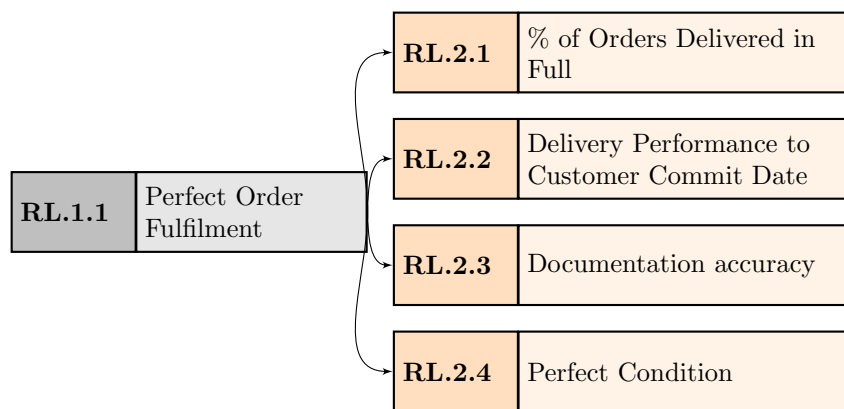 RL.1.1
Perfect Order
Fulfilment
RL.2.1
% of Orders Delivered in
Full
RL.2.2
Delivery Performance to
Customer Commit Date
RL.2.3
Documentation accuracy
RL.2.4
Perfect Condition